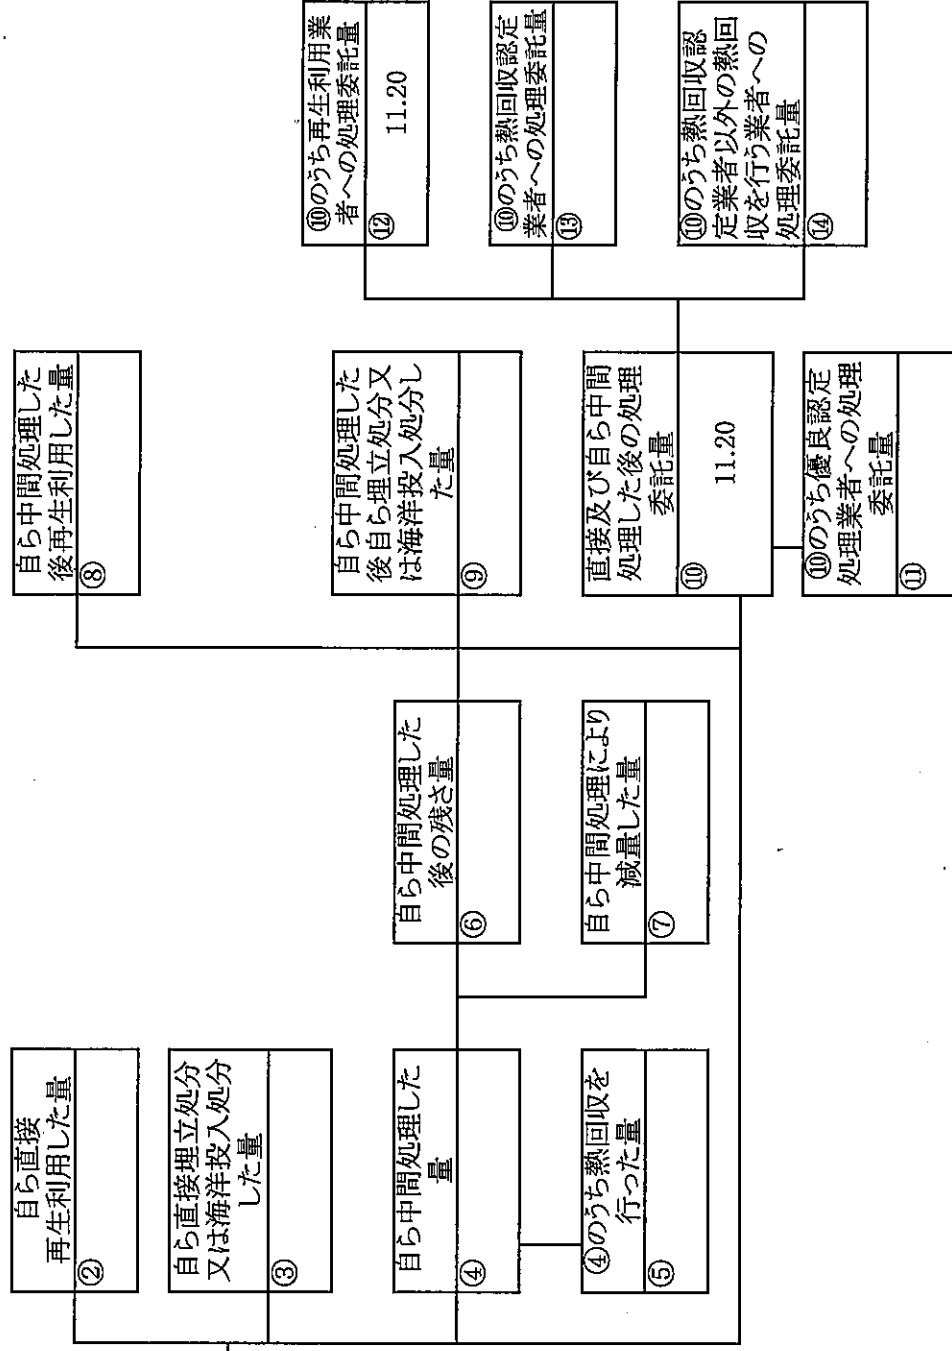 自ら直接
再生利用した量
②
自ら直接埋立処分
又は海洋投入処分
した量
③
自ら中間処理した
量
④
④のうち熱回収を
行った量
⑤
自ら中間処理した
後の残さ量
⑥
自ら中間処理により
減量した量
⑦
自ら中間処理した
後再生利用した量
⑧
自ら中間処理した
後自ら埋立処分又
は海洋投入処分し
た量
⑨
直接及び自ら中間
処理した後の処理
委託量
⑩
11.20
⑩のうち優良認定
処理業者への処理
委託量
⑪
⑩のうち再生利用業
者への処理委託量
⑫
11.20
⑩のうち熱回収認定
業者への処理委託量
⑬
⑩のうち熱回収認
定業者以外の熱回
収を行う業者への
処理委託量
⑭